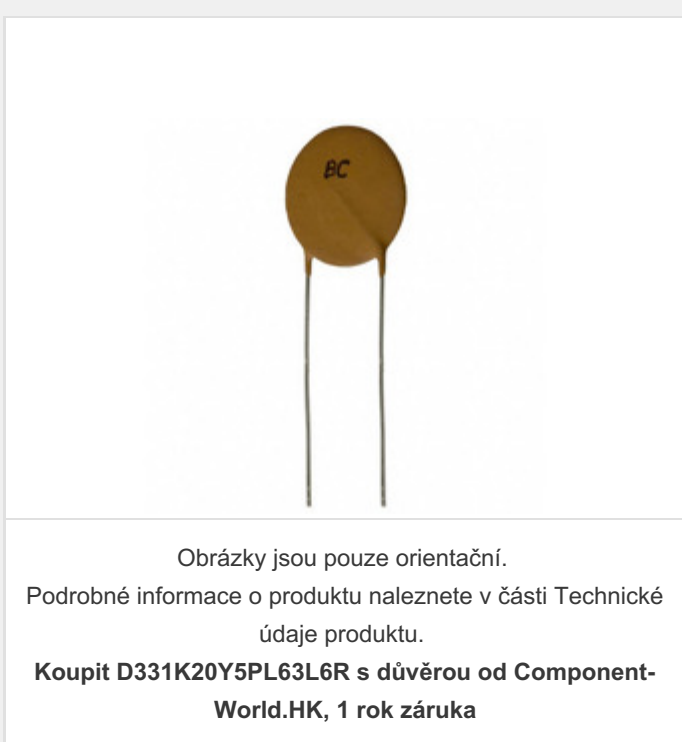 BC
Obrázky jsou pouze orientační.
Podrobné informace o produktu naleznete v části Technické
údaje produktu.
Koupit D331K20Y5PL63L6R s důvěrou od Component-
World.HK, 1 rok záruka